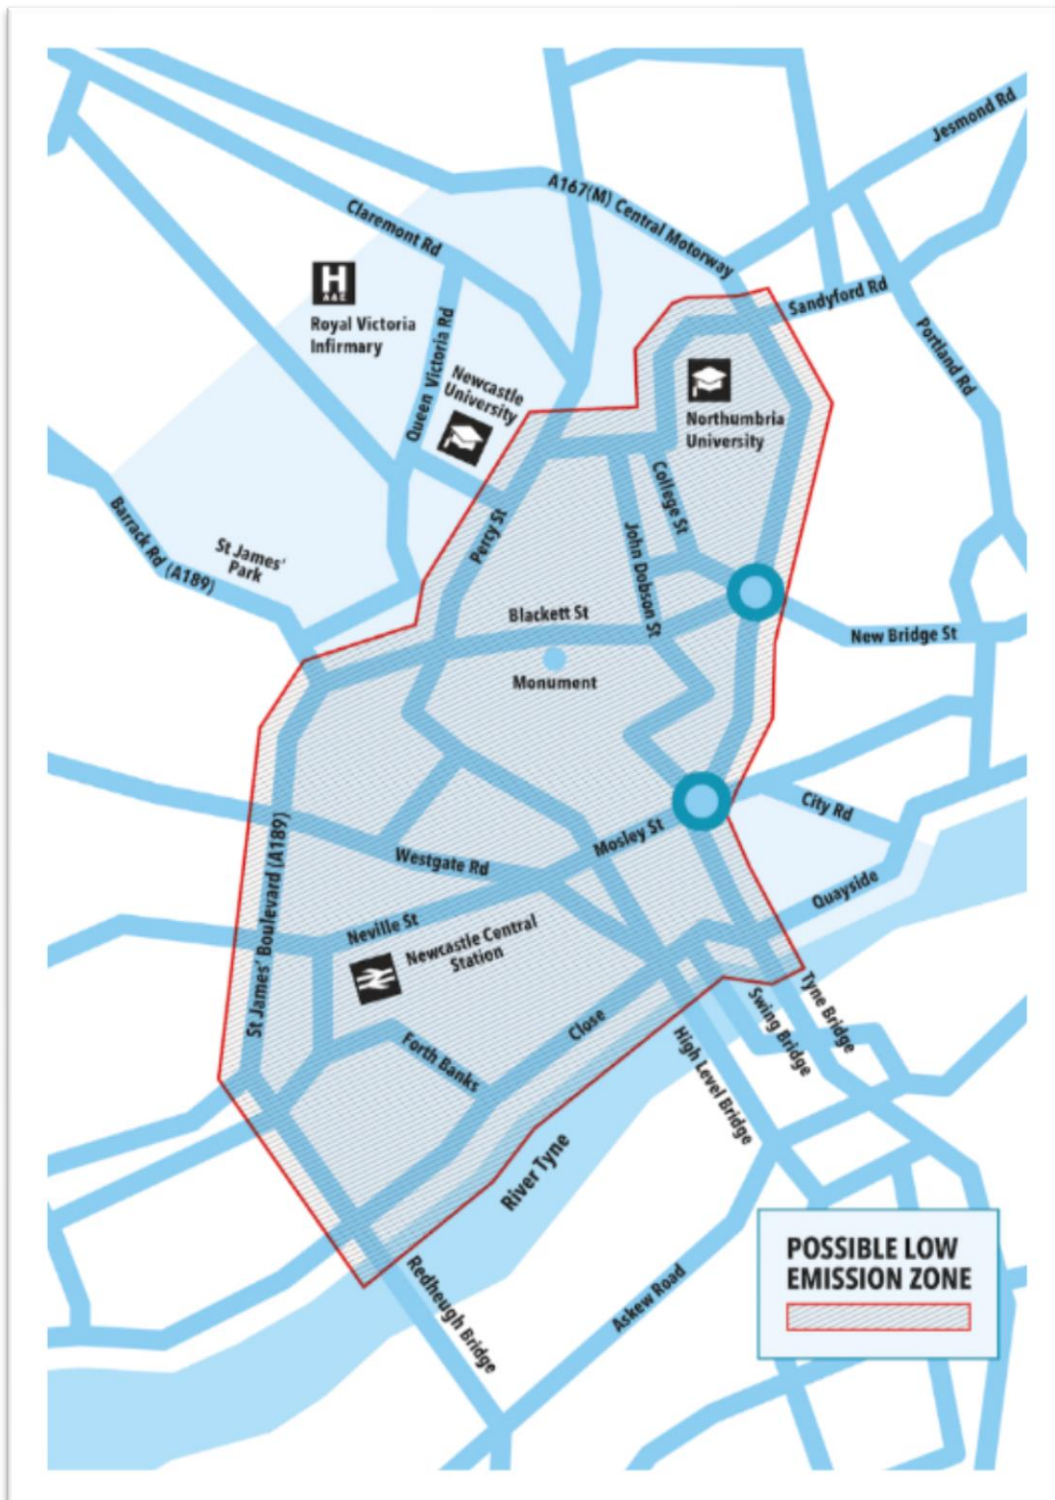 Jesmond Rd
A167(M) Central Motorway
Claremont Rd
H
A&E
Royal Victoria
Infirmary
Sandyford Rd
Queen Victoria Rd
Newcastle
University
Portland Rd
Northumbria
University
College St
Percy St
John Dobson St
Barrack Rd (A189)
St James'
Park
Blackett St
New Bridge St
Monument
City Rd
Mosley St
St James' Boulevard (A189)
Westgate Rd
Quayside
Neville St
Newcastle Central
Station
Tyne Bridge
Swing Bridge
Close
High Level Bridge
Forth Banks
River Tyne
Redheugh Bridge
Askew Road
POSSIBLE LOW
EMISSION ZONE